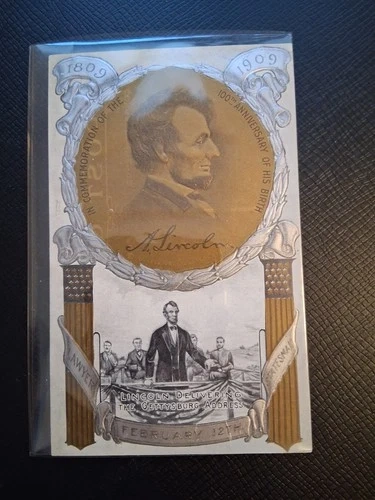 1809
1909
IN COMMEMORATION OF THE 100TH ANNIVERSARY OF HIS BIRTH
A. Lincoln.
LAWYER
STATESMAN
LINCOLN DELIVERING
THE GETTYSBURG ADDRESS
FEBRUARY 12TH